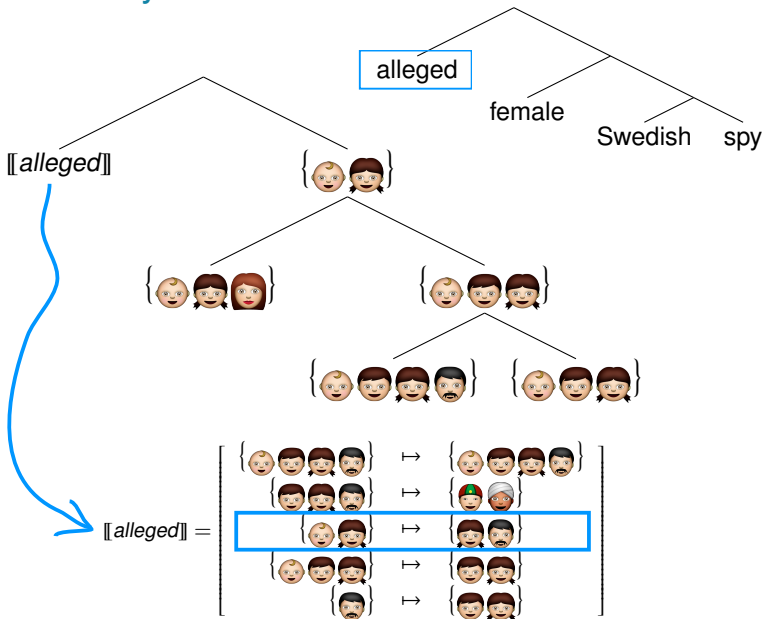 alleged
female
Swedish spy
⟦alleged⟧
⟦alleged⟧ =
↦
↦
↦
↦
↦